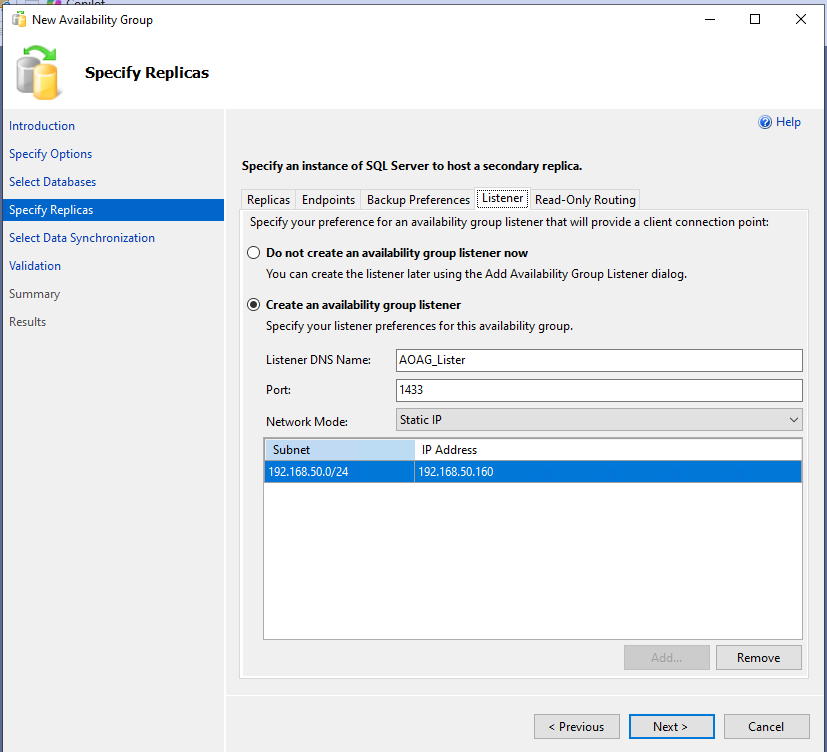 Copilot
New Availability Group
Specify Replicas
Help
Introduction
Specify Options
Select Databases
Specify Replicas
Select Data Synchronization
Validation
Summary
Results
Specify an instance of SQL Server to host a secondary replica.
Replicas Endpoints Backup Preferences Listener Read-Only Routing
Specify your preference for an availability group listener that will provide a client connection point:
Do not create an availability group listener now
You can create the listener later using the Add Availability Group Listener dialog.
Create an availability group listener
Specify your listener preferences for this availability group.
Listener DNS Name: AOAG_Lister
Port: 1433
Network Mode: Static IP
Subnet IP Address
192.168.50.0/24 192.168.50.160
Add... Remove
< Previous Next > Cancel